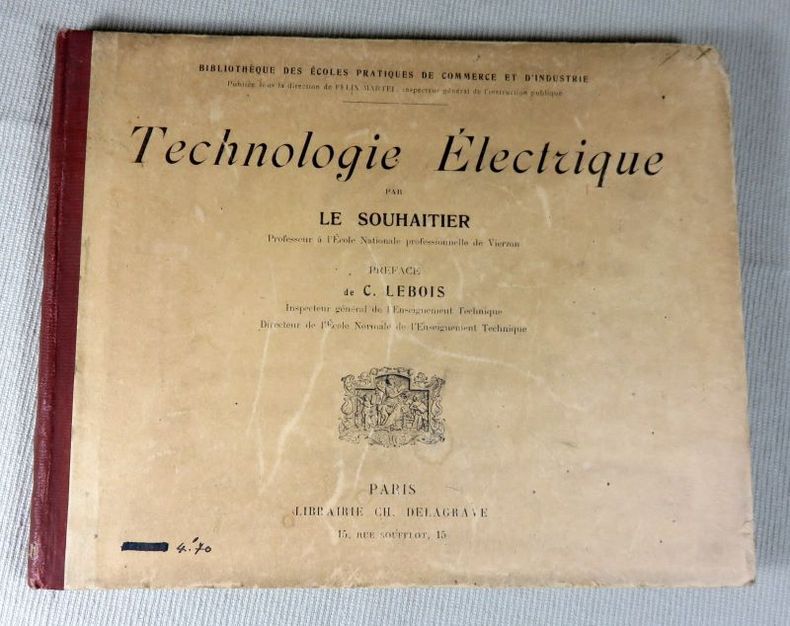 BIBLIOTHÈQUE DES ÉCOLES PRATIQUES DE COMMERCE ET D'INDUSTRIE
Publiée sous la direction de FÉLIX MARTEL, inspecteur général de l'instruction publique
Technologie Électrique
PAR
LE SOUHAITIER
Professeur à l'École Nationale professionnelle de Vierzon
PRÉFACE
de C. LEBOIS
Inspecteur général de l'Enseignement Technique
Directeur de l'École Normale de l'Enseignement Technique
PARIS
LIBRAIRIE CH. DELAGRAVE
15, RUE SOUFFLOT, 15
4.70